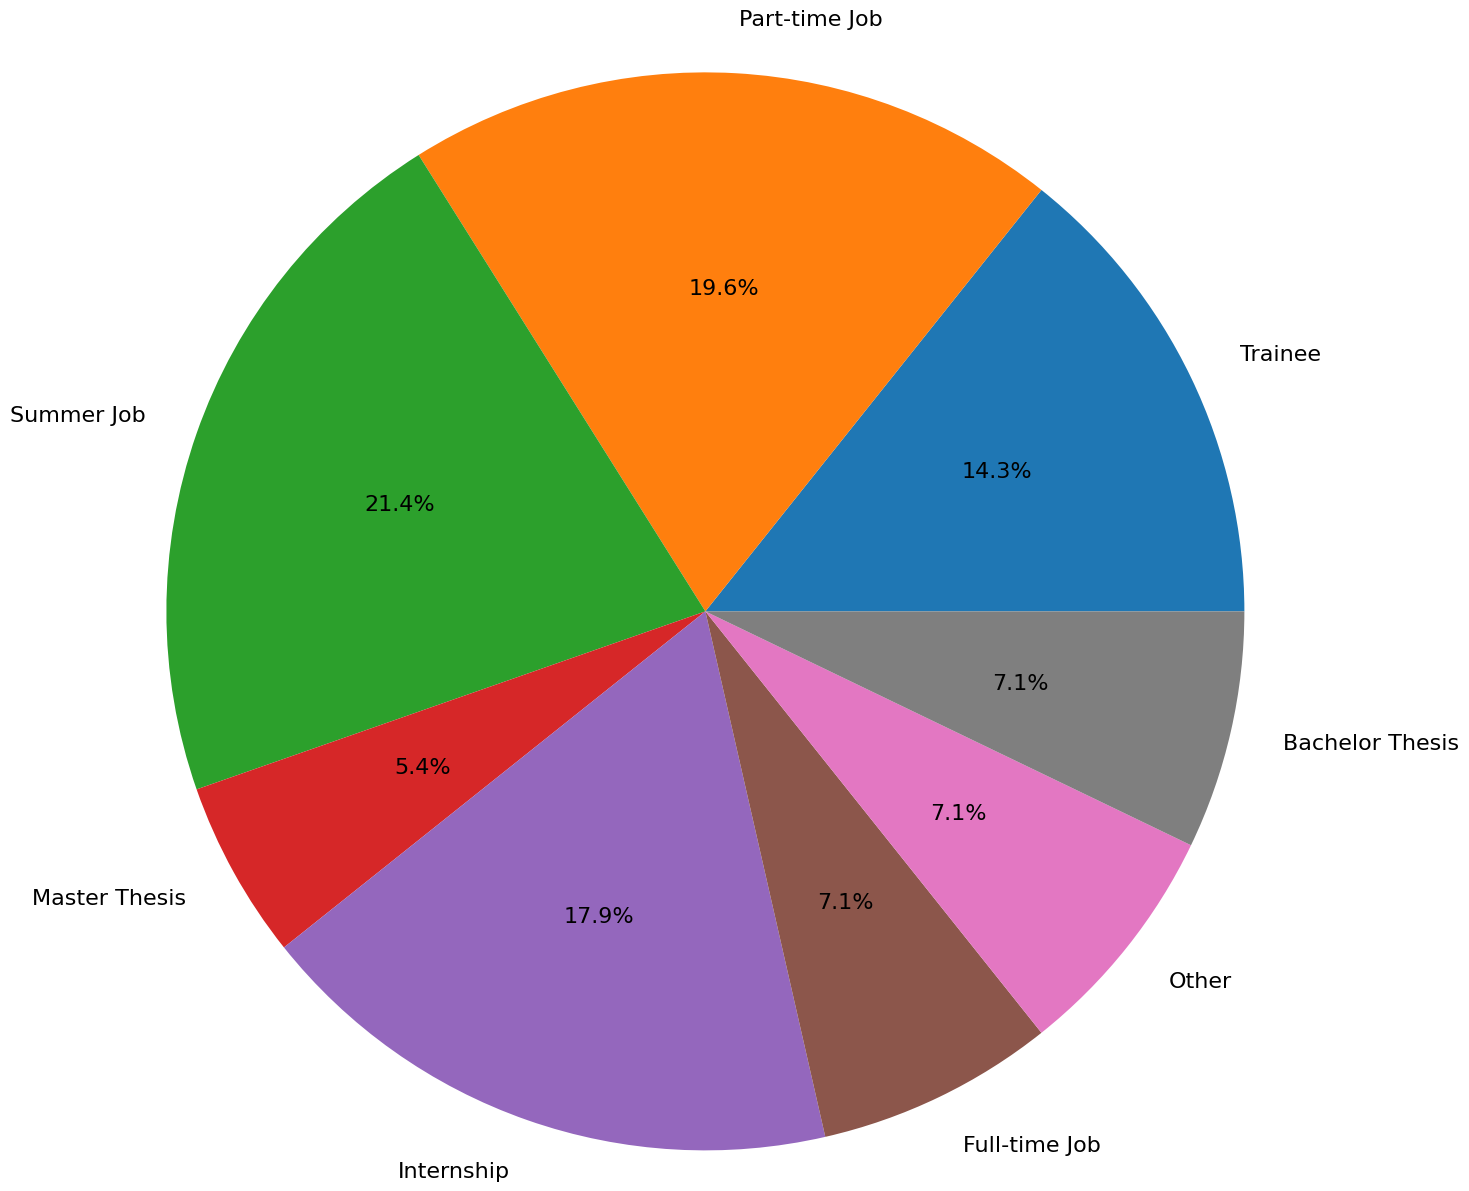 Part-time Job
19.6%
Trainee
14.3%
Summer Job
21.4%
7.1%
Bachelor Thesis
5.4%
7.1%
Master Thesis
17.9%
7.1%
Other
Full-time Job
Internship